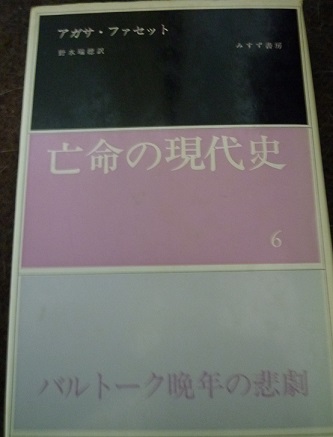 アガサ・ファセット
野水瑞穂訳
みすず書房
亡命の現代史
6
バルトーク晩年の悲劇